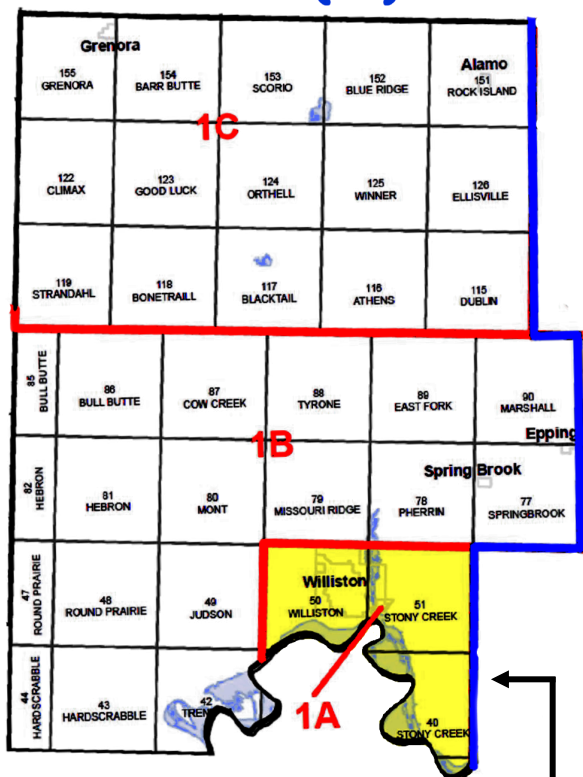 Grenora
Alamo
155
GRENORA
154
BARR BUTTE
153
SCORIO
152
BLUE RIDGE
151
ROCK ISLAND
1C
122
CLIMAX
123
GOOD LUCK
124
ORTHELL
125
WINNER
126
ELLISVILLE
119
STRANDAHL
118
BONETRAILL
117
BLACKTAIL
116
ATHENS
115
DUBLIN
85
BULL BUTTE
86
BULL BUTTE
87
COW CREEK
88
TYRONE
89
EAST FORK
90
MARSHALL
1B
Epping
Spring Brook
82
HEBRON
81
HEBRON
80
MONT
79
MISSOURI RIDGE
78
PHERRIN
77
SPRINGBROOK
47
ROUND PRAIRIE
48
ROUND PRAIRIE
49
JUDSON
Williston
50
WILLISTON
51
STONY CREEK
44
HARDSCRABBLE
43
HARDSCRABBLE
42
1A
40
STONY CREEK